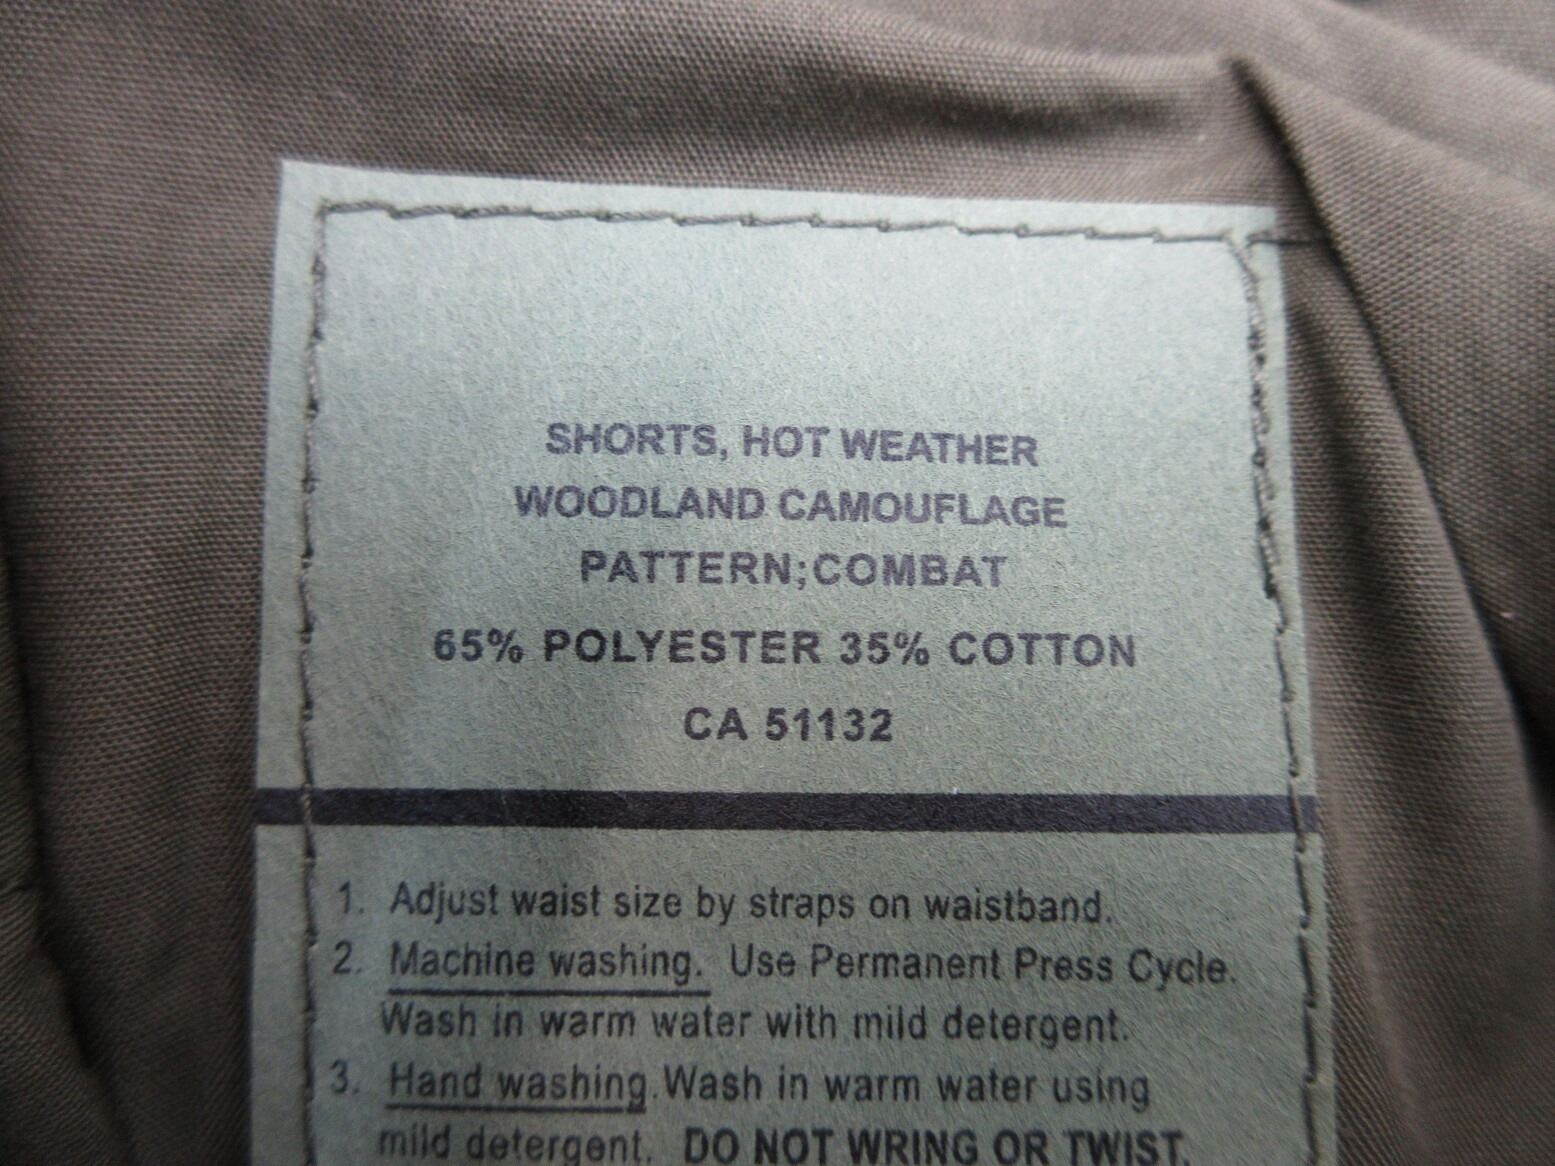 SHORTS, HOT WEATHER
WOODLAND CAMOUFLAGE
PATTERN;COMBAT
65% POLYESTER 35% COTTON
CA 51132
1. Adjust waist size by straps on waistband.
2. Machine washing. Use Permanent Press Cycle.
Wash in warm water with mild detergent.
3. Hand washing.Wash in warm water using
mild detergent. DO NOT WRING OR TWIST.